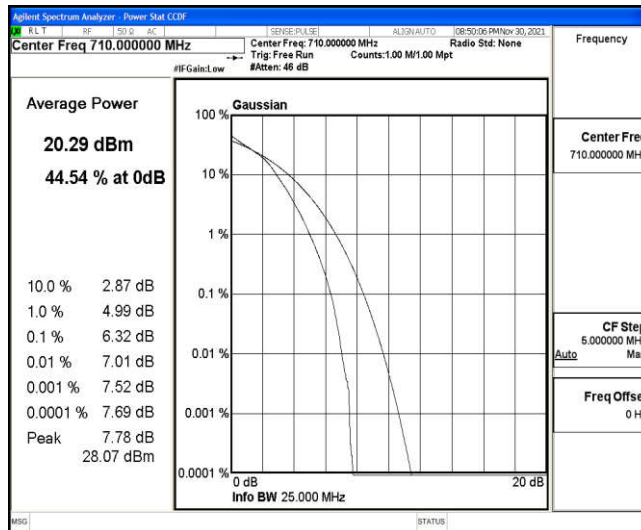 Agilent Spectrum Analyzer - Power Stat CCDF
RLT RF 50 Ω AC SENSE:PULSE ALIGNAUTO 08:50:06 PMNov 30, 2021
Center Freq 710.000000 MHz
Center Freq: 710.000000 MHz Radio Std: None
Trig: Free Run Counts:1.00 M/1.00 Mpt
#IFGain:Low #Atten: 46 dB
Frequency
Average Power
20.29 dBm
44.54 % at 0dB
10.0 % 2.87 dB
1.0 % 4.99 dB
0.1 % 6.32 dB
0.01 % 7.01 dB
0.001 % 7.52 dB
0.0001 % 7.69 dB
Peak 7.78 dB
28.07 dBm
Gaussian
100 %
10 %
1 %
0.1 %
0.01 %
0.001 %
0.0001 %
0 dB 20 dB
Info BW 25.000 MHz
Center Fre
710.000000 MH
CF Ste
5.000000 MH
Auto Ma
Freq Offse
0 H
MSG STATUS